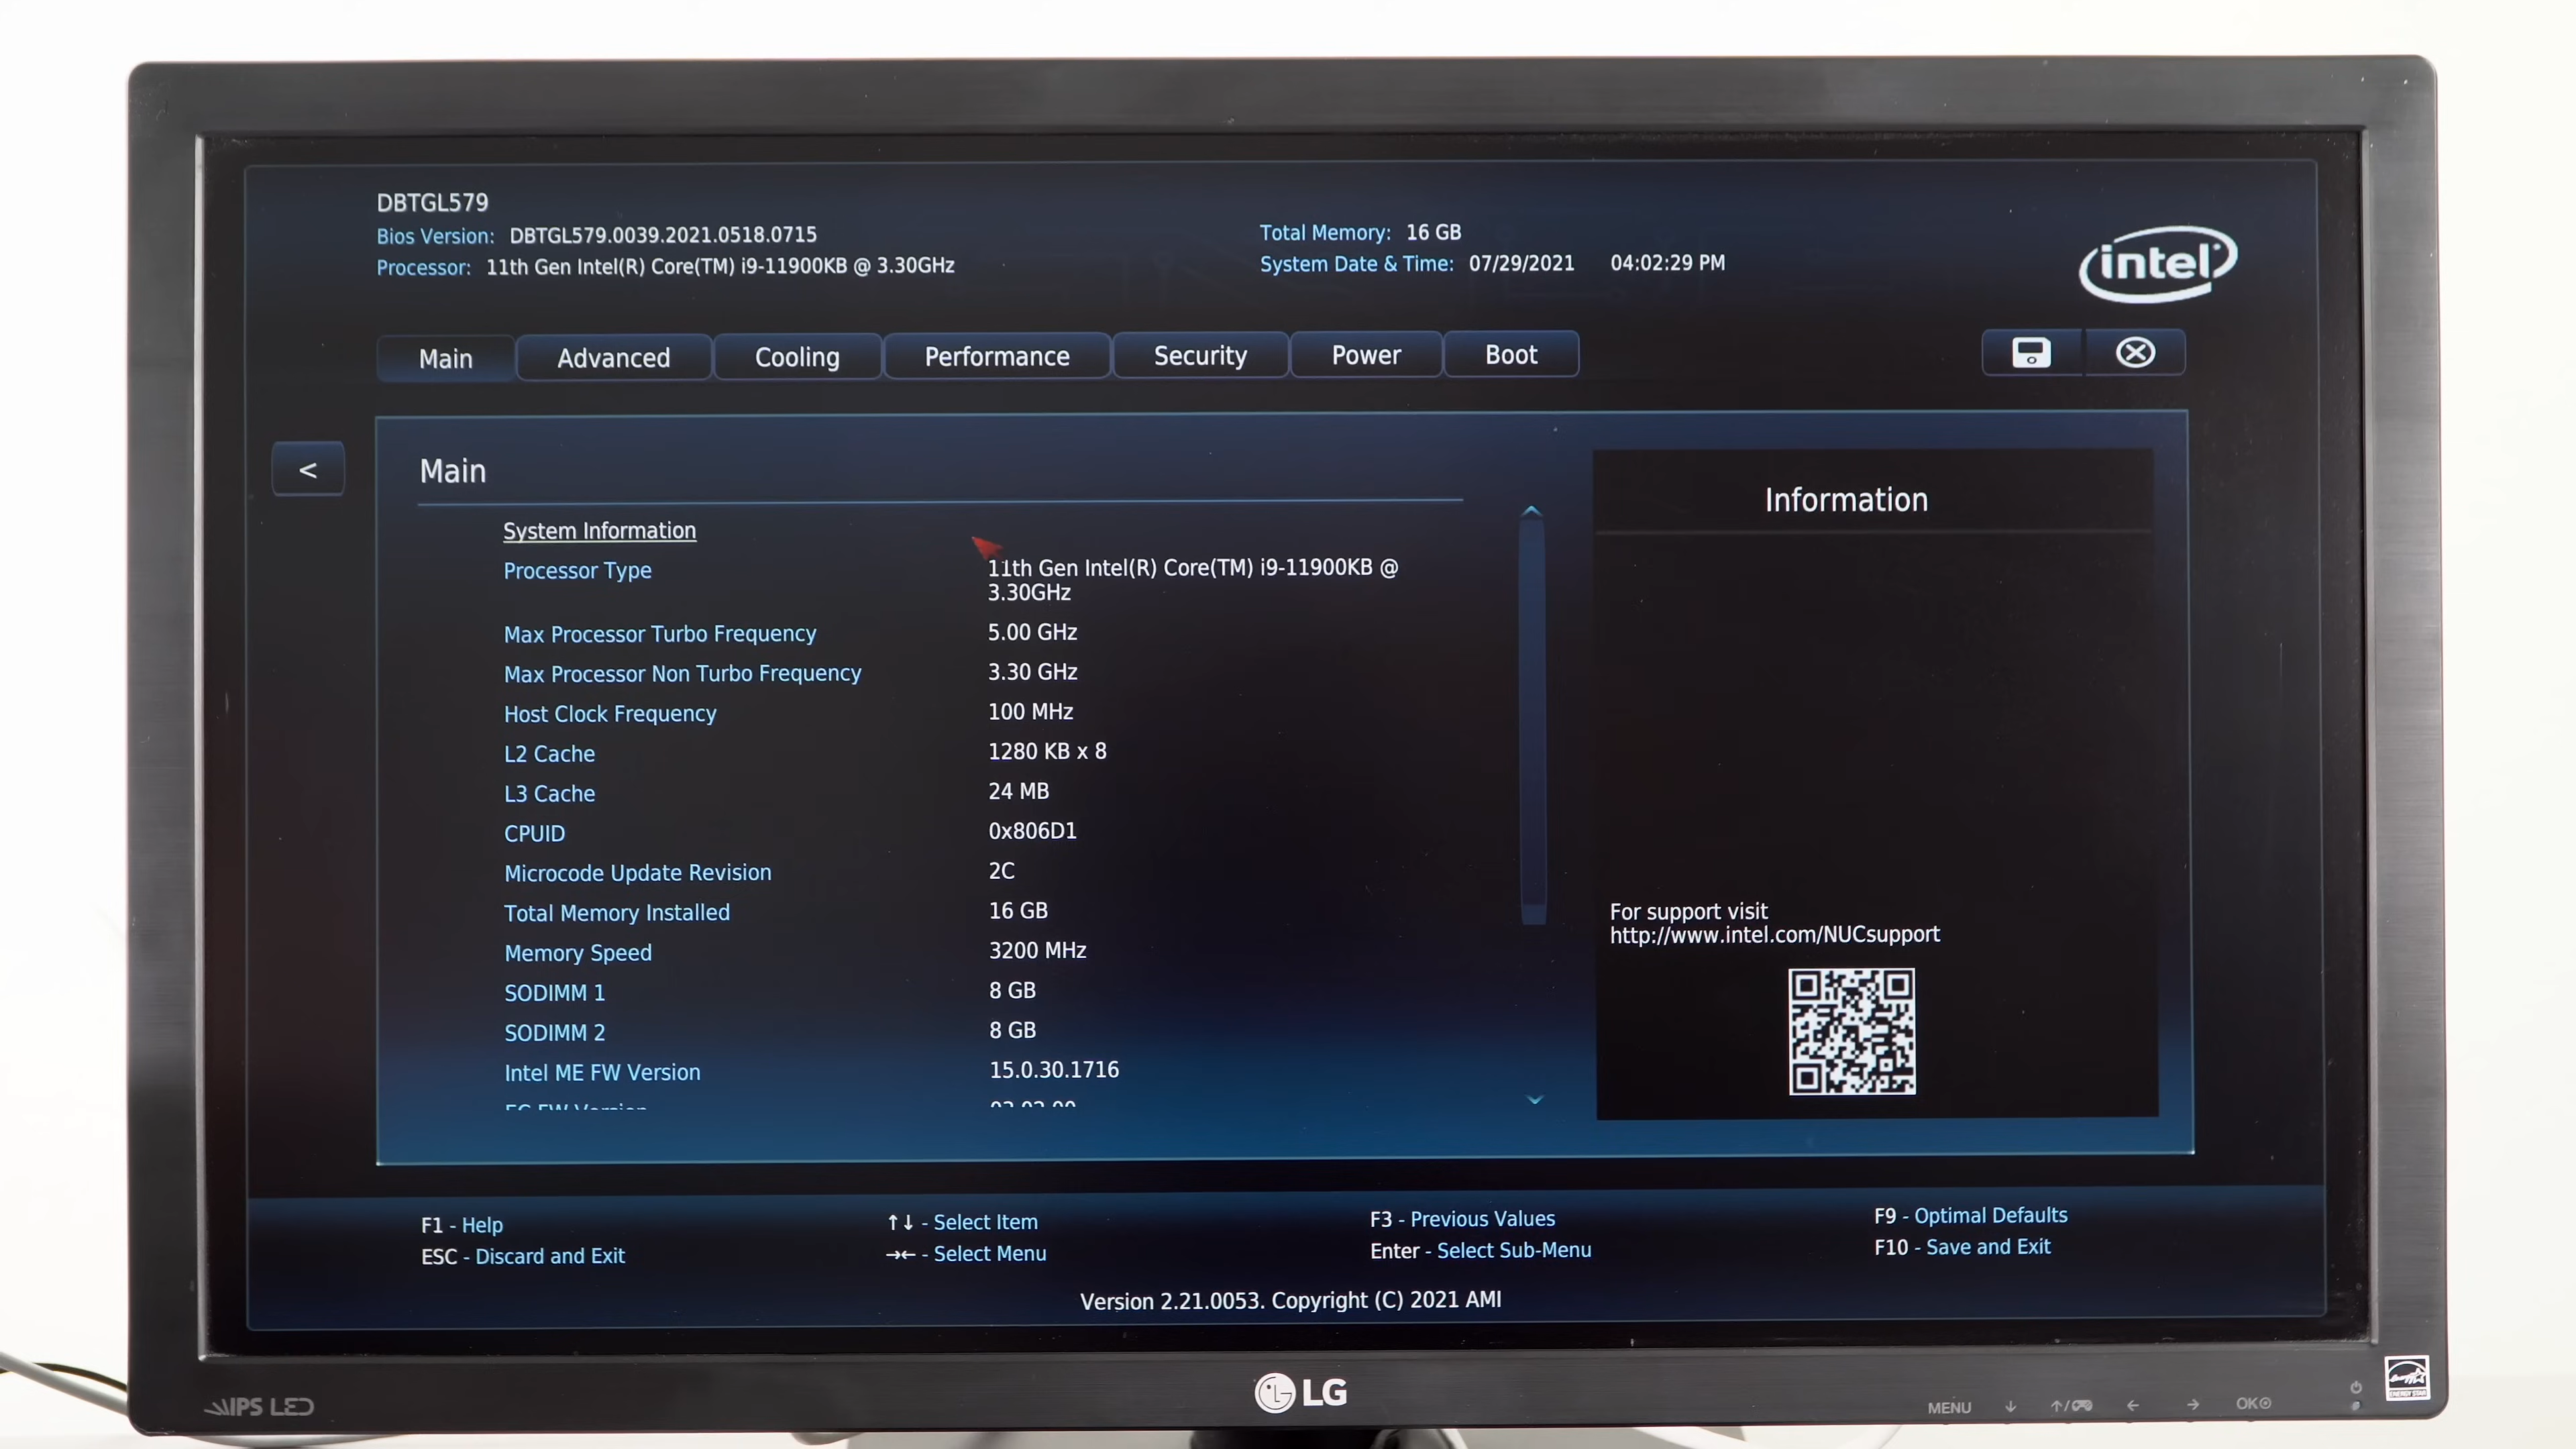 DBTGL579
Bios Version: DBTGL579.0039.2021.0518.0715
Processor: 11th Gen Intel(R) Core(TM) i9-11900KB @ 3.30GHz
Total Memory: 16 GB
System Date & Time: 07/29/2021 04:02:29 PM
intel
Main Advanced Cooling Performance Security Power Boot
<
Main
System Information
Processor Type 11th Gen Intel(R) Core(TM) i9-11900KB @
3.30GHz
Max Processor Turbo Frequency 5.00 GHz
Max Processor Non Turbo Frequency 3.30 GHz
Host Clock Frequency 100 MHz
L2 Cache 1280 KB x 8
L3 Cache 24 MB
CPUID 0x806D1
Microcode Update Revision 2C
Total Memory Installed 16 GB
Memory Speed 3200 MHz
SODIMM 1 8 GB
SODIMM 2 8 GB
Intel ME FW Version 15.0.30.1716
Information
For support visit
http://www.intel.com/NUCsupport
F1 - Help
ESC - Discard and Exit
↑↓ - Select Item
→← - Select Menu
F3 - Previous Values
Enter - Select Sub-Menu
F9 - Optimal Defaults
F10 - Save and Exit
Version 2.21.0053. Copyright (C) 2021 AMI
IPS LED
LG
MENU ↓ ↑/ ← → OK
ENERGY STAR